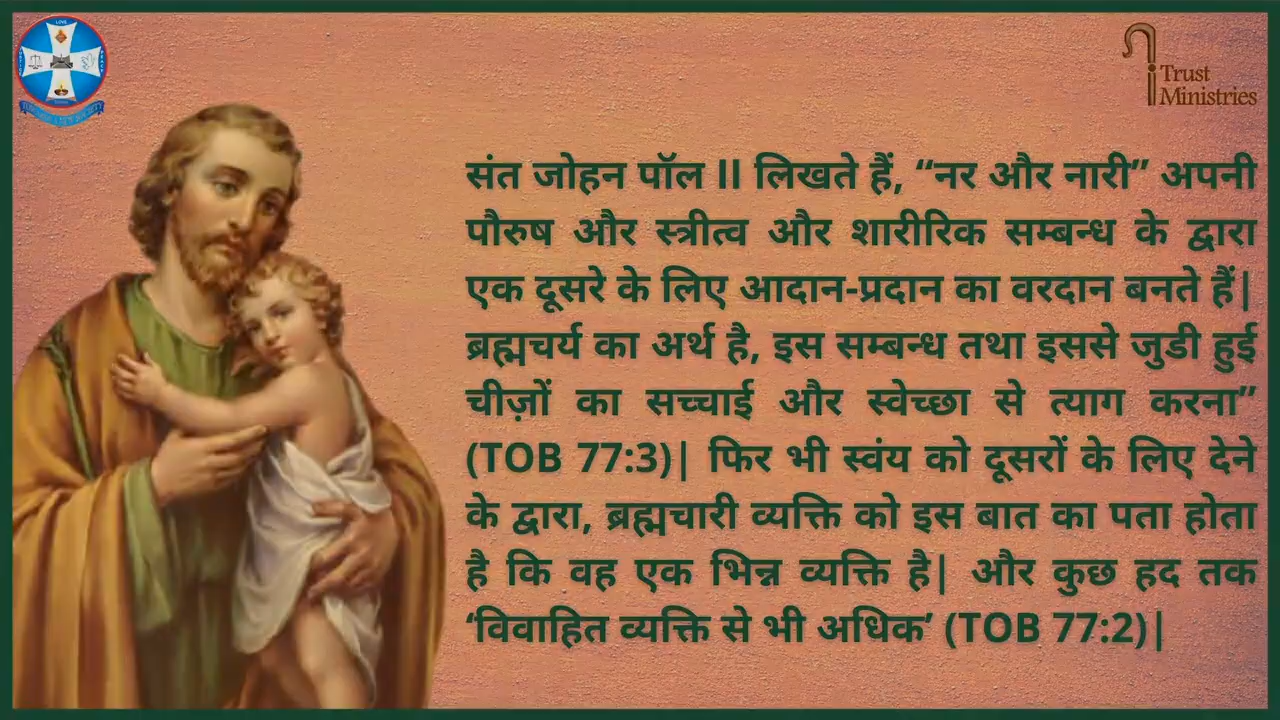 LOVE
Trust
Ministries
संत जोहन पॉल II लिखते हैं, “नर और नारी” अपनी
पौरुष और स्त्रीत्व और शारीरिक सम्बन्ध के द्वारा
एक दूसरे के लिए आदान-प्रदान का वरदान बनते हैं|
ब्रह्मचर्य का अर्थ है, इस सम्बन्ध तथा इससे जुडी हुई
चीज़ों का सच्चाई और स्वेच्छा से त्याग करना”
(TOB 77:3)| फिर भी स्वंय को दूसरों के लिए देने
के द्वारा, ब्रह्मचारी व्यक्ति को इस बात का पता होता
है कि वह एक भिन्न व्यक्ति है| और कुछ हद तक
‘विवाहित व्यक्ति से भी अधिक’ (TOB 77:2)|